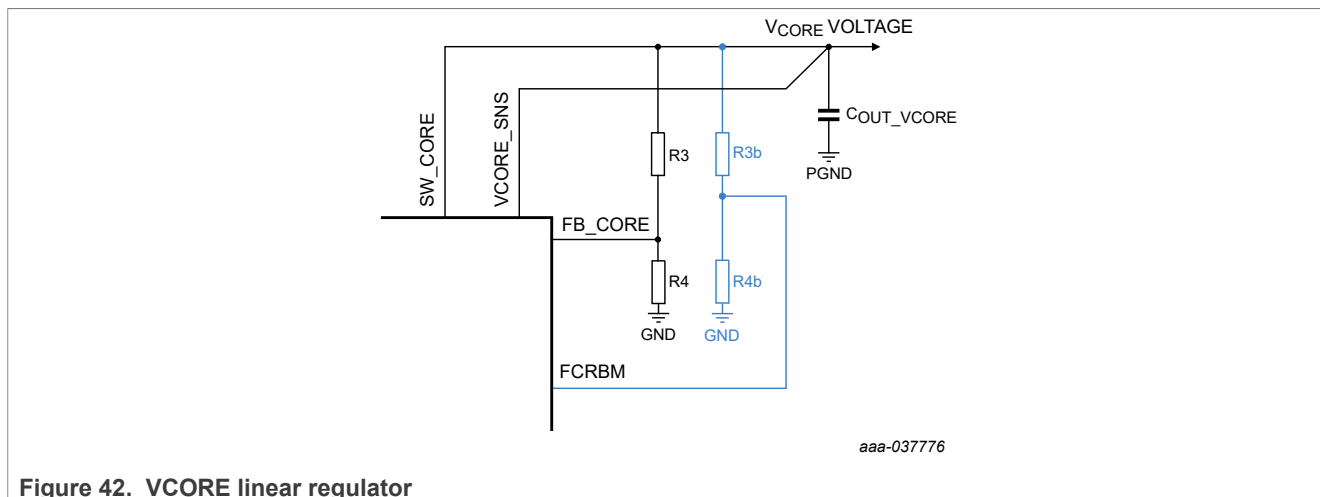 VCORE VOLTAGE
SW_CORE
VCORE_SNS
COUT_VCORE
R3
R3b
PGND
FB_CORE
R4
R4b
GND
GND
FCRBM
aaa-037776
Figure 42. VCORE linear regulator